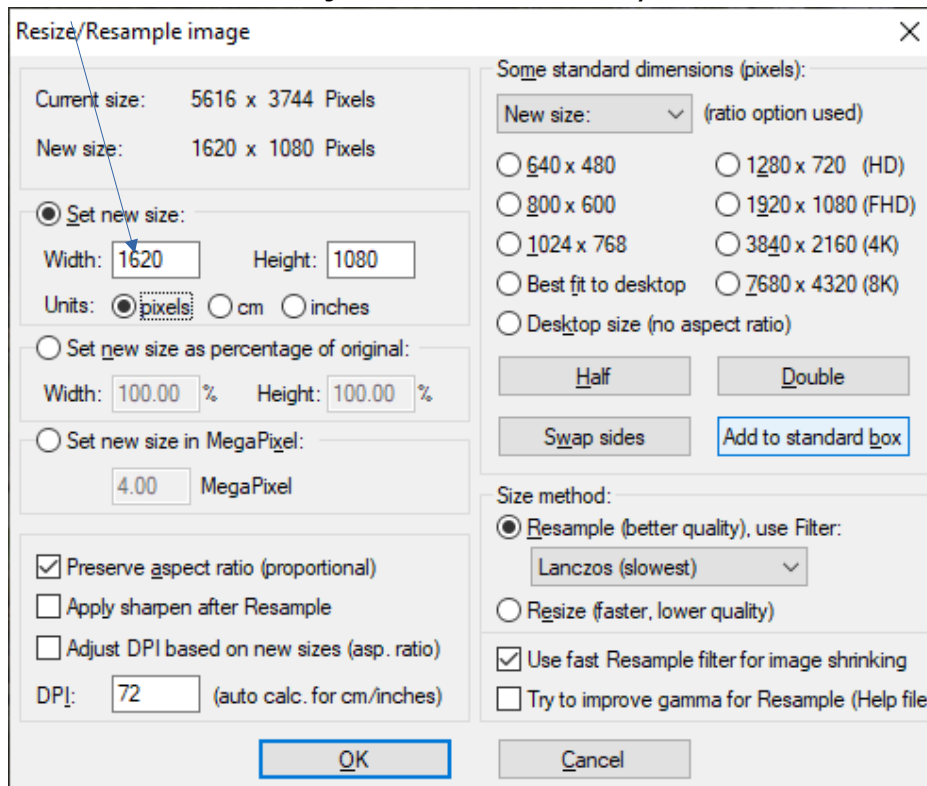 Resize/Resample image
Current size: 5616 x 3744 Pixels
New size: 1620 x 1080 Pixels
Set new size:
Width: 1620 Height: 1080
Units: pixels cm inches
Set new size as percentage of original:
Width: 100.00 % Height: 100.00 %
Set new size in MegaPixel:
4.00 MegaPixel
Preserve aspect ratio (proportional)
Apply sharpen after Resample
Adjust DPI based on new sizes (asp. ratio)
DPI: 72 (auto calc. for cm/inches)
Some standard dimensions (pixels):
New size: (ratio option used)
640 x 480 1280 x 720 (HD)
800 x 600 1920 x 1080 (FHD)
1024 x 768 3840 x 2160 (4K)
Best fit to desktop 7680 x 4320 (8K)
Desktop size (no aspect ratio)
Half Double
Swap sides Add to standard box
Size method:
Resample (better quality), use Filter:
Lanczos (slowest)
Resize (faster, lower quality)
Use fast Resample filter for image shrinking
Try to improve gamma for Resample (Help file
OK Cancel